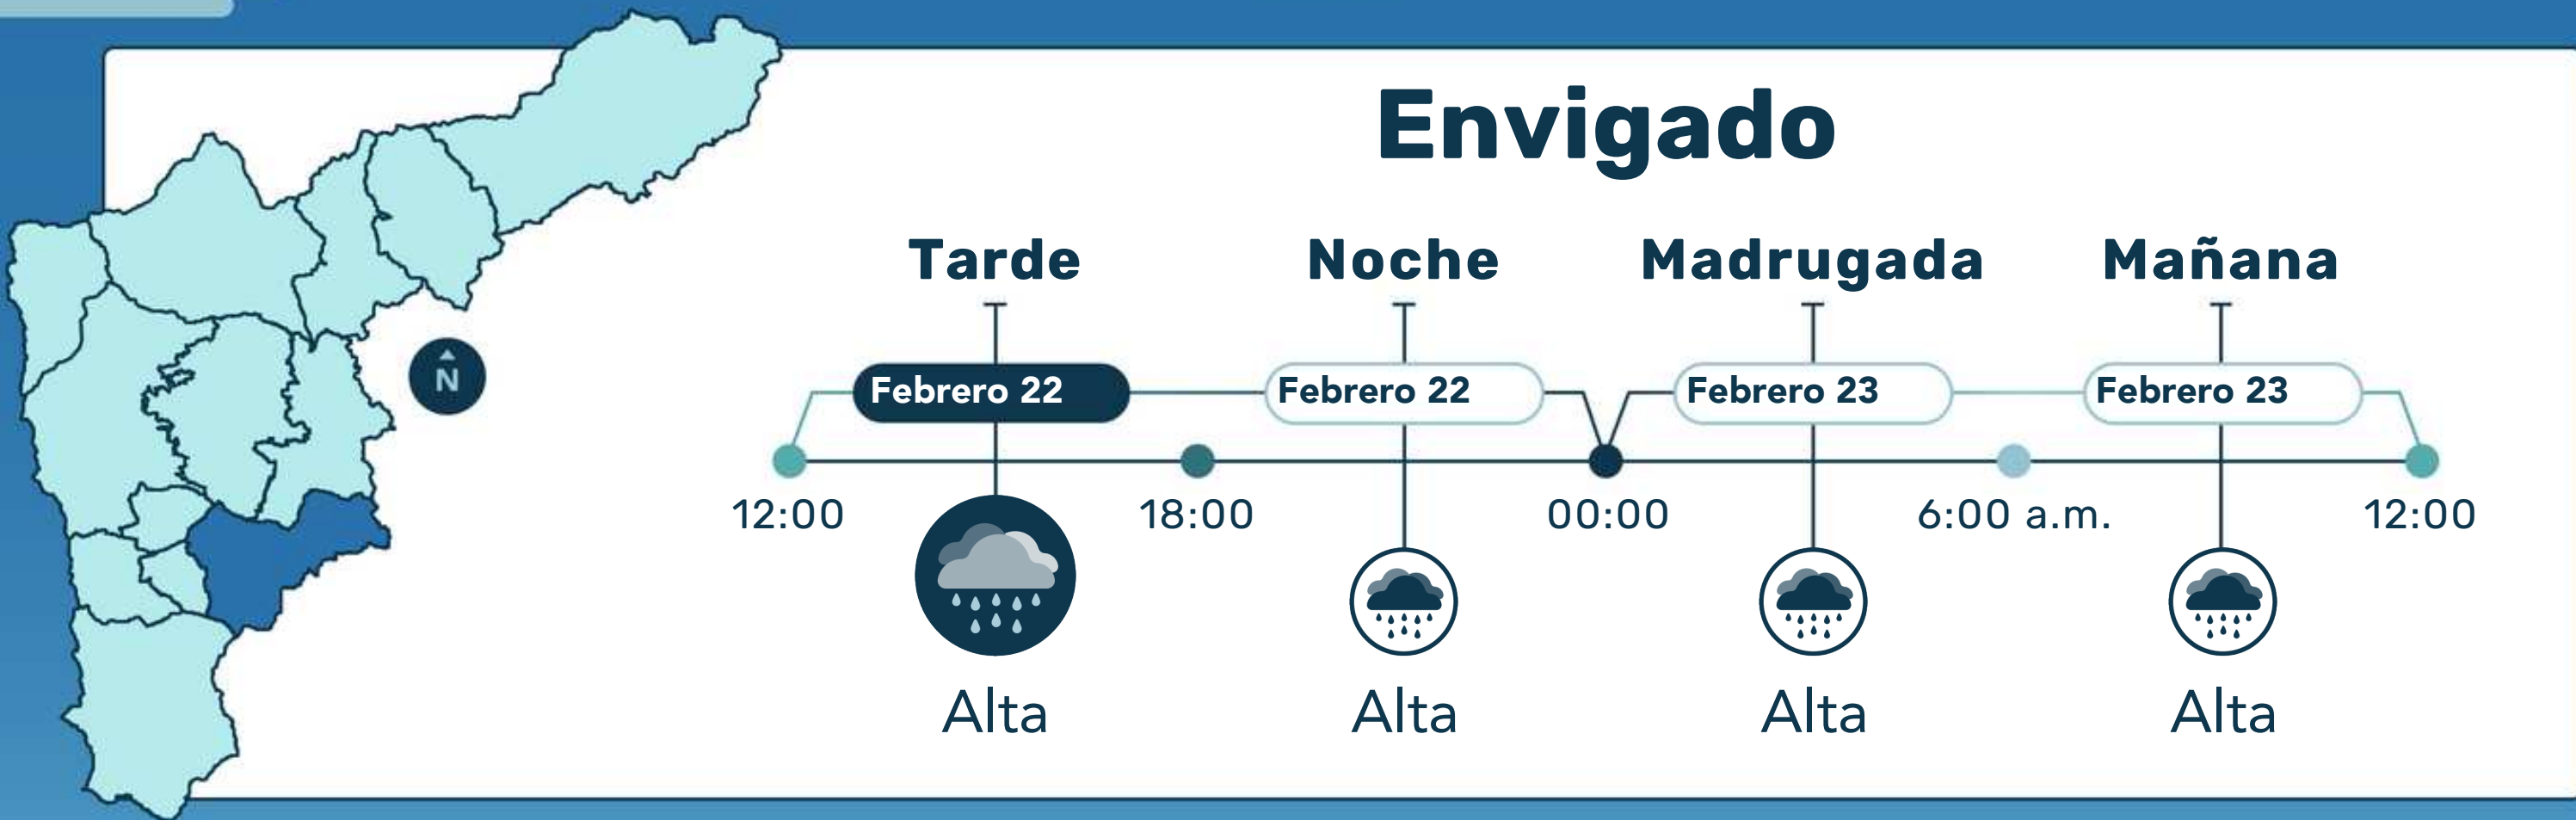 Envigado
Tarde Noche Madrugada Mañana
N
Febrero 22 Febrero 22 Febrero 23 Febrero 23
12:00 18:00 00:00 6:00 a.m. 12:00
Alta Alta Alta Alta